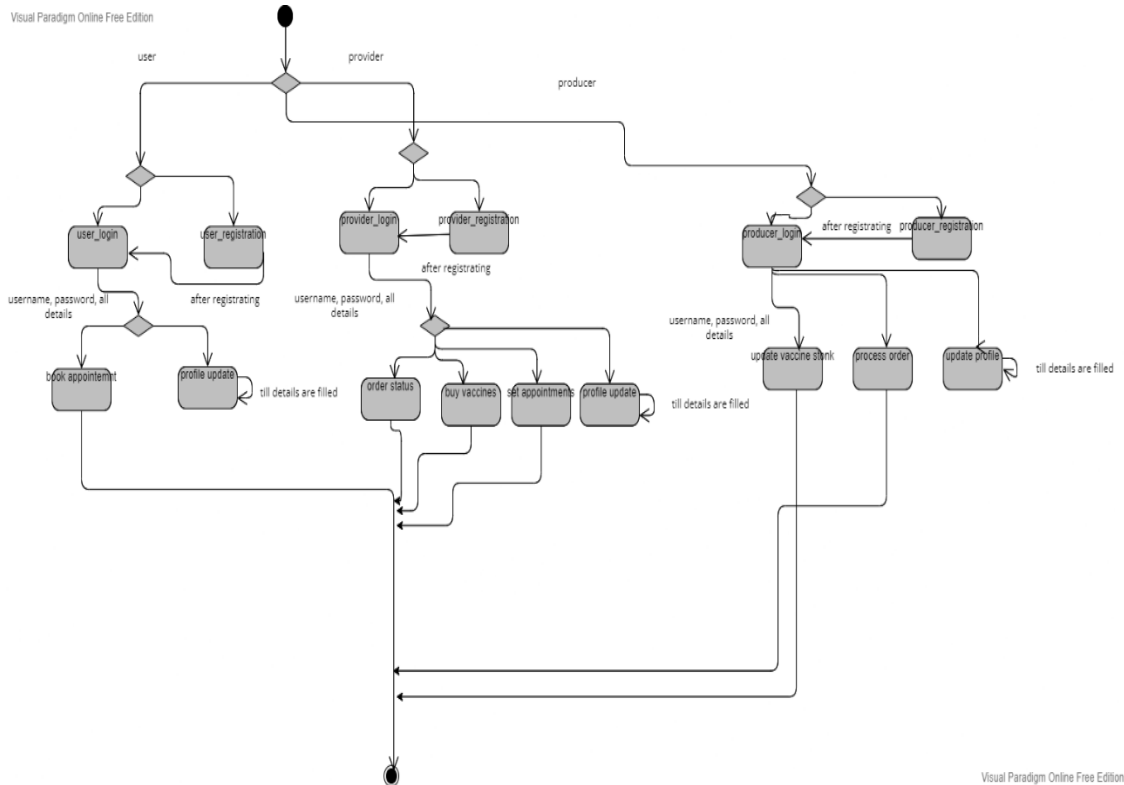 Visual Paradigm Online Free Edition
user
provider
producer
user_login
user_registration
provider_login
provider_registration
producer_login
after registrating
producer_registration
after registrating
username, password, all
details
after registrating
username, password, all
details
username, password, all
details
book appointemnt
profile update
till details are filled
order status
buy vaccines
set appointments
profile update
till details are filled
update vaccine stonk
process order
update profile
till details are filled
Visual Paradigm Online Free Edition